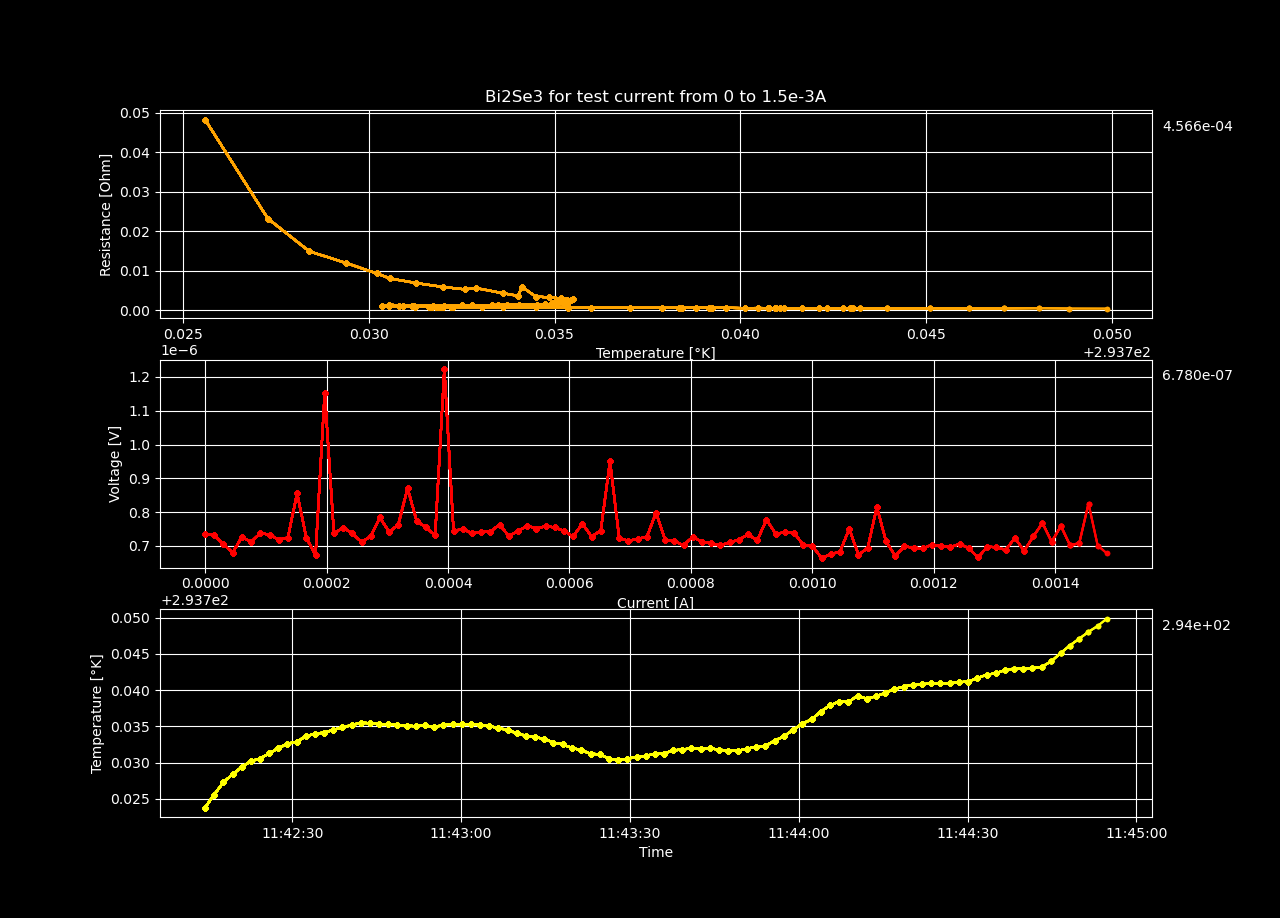 Bi2Se3 for test current from 0 to 1.5e-3A
0.05
0.04
0.03
0.02
0.01
0.00
Resistance [Ohm]
4.566e-04
0.025 0.030 0.035 0.040 0.045 0.050
Temperature [°K]
+2.937e2
1e−6
1.2
1.1
1.0
0.9
0.8
0.7
Voltage [V]
6.780e-07
0.0000 0.0002 0.0004 0.0006 0.0008 0.0010 0.0012 0.0014
Current [A]
+2.937e2
0.050
0.045
0.040
0.035
0.030
0.025
Temperature [°K]
2.94e+02
11:42:30 11:43:00 11:43:30 11:44:00 11:44:30 11:45:00
Time